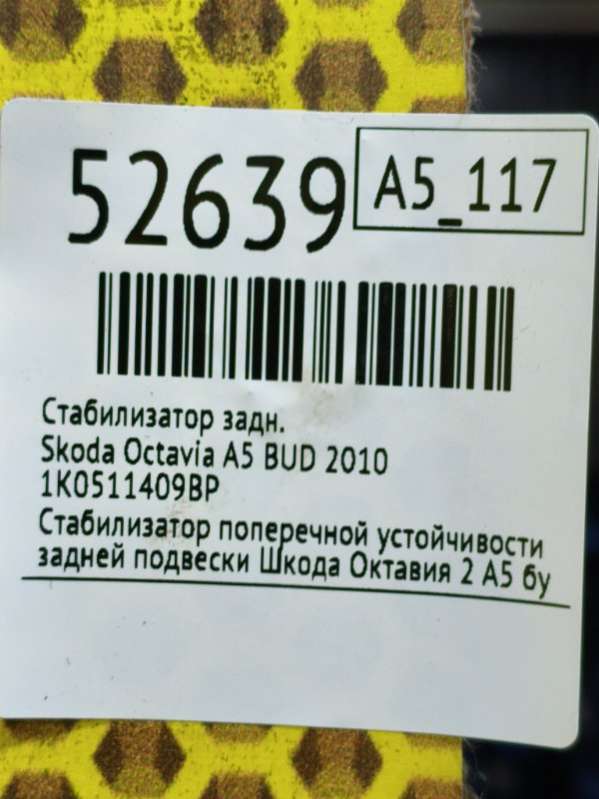 52639
A5_117
Стабилизатор задн.
Skoda Octavia A5 BUD 2010
1K0511409BP
Стабилизатор поперечной устойчивости
задней подвески Шкода Октавия 2 А5 бу